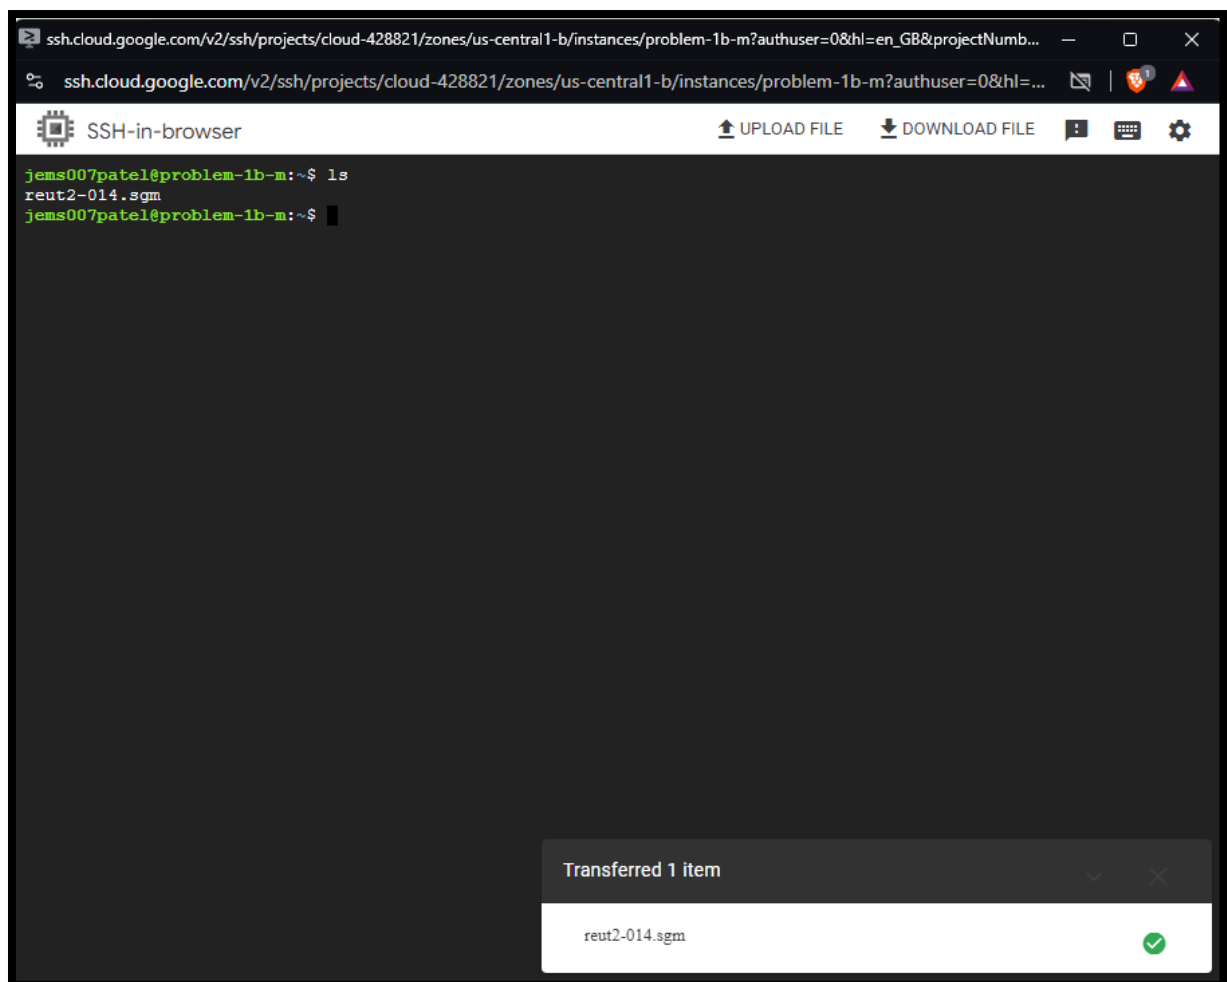 ssh.cloud.google.com/v2/ssh/projects/cloud-428821/zones/us-central1-b/instances/problem-1b-m?authuser=0&hl=en_GB&projectNumb...
ssh.cloud.google.com/v2/ssh/projects/cloud-428821/zones/us-central1-b/instances/problem-1b-m?authuser=0&hl=...
1
SSH-in-browser
UPLOAD FILE
DOWNLOAD FILE
jems007patel@problem-1b-m:~$ ls
reut2-014.sgm
jems007patel@problem-1b-m:~$
Transferred 1 item
reut2-014.sgm